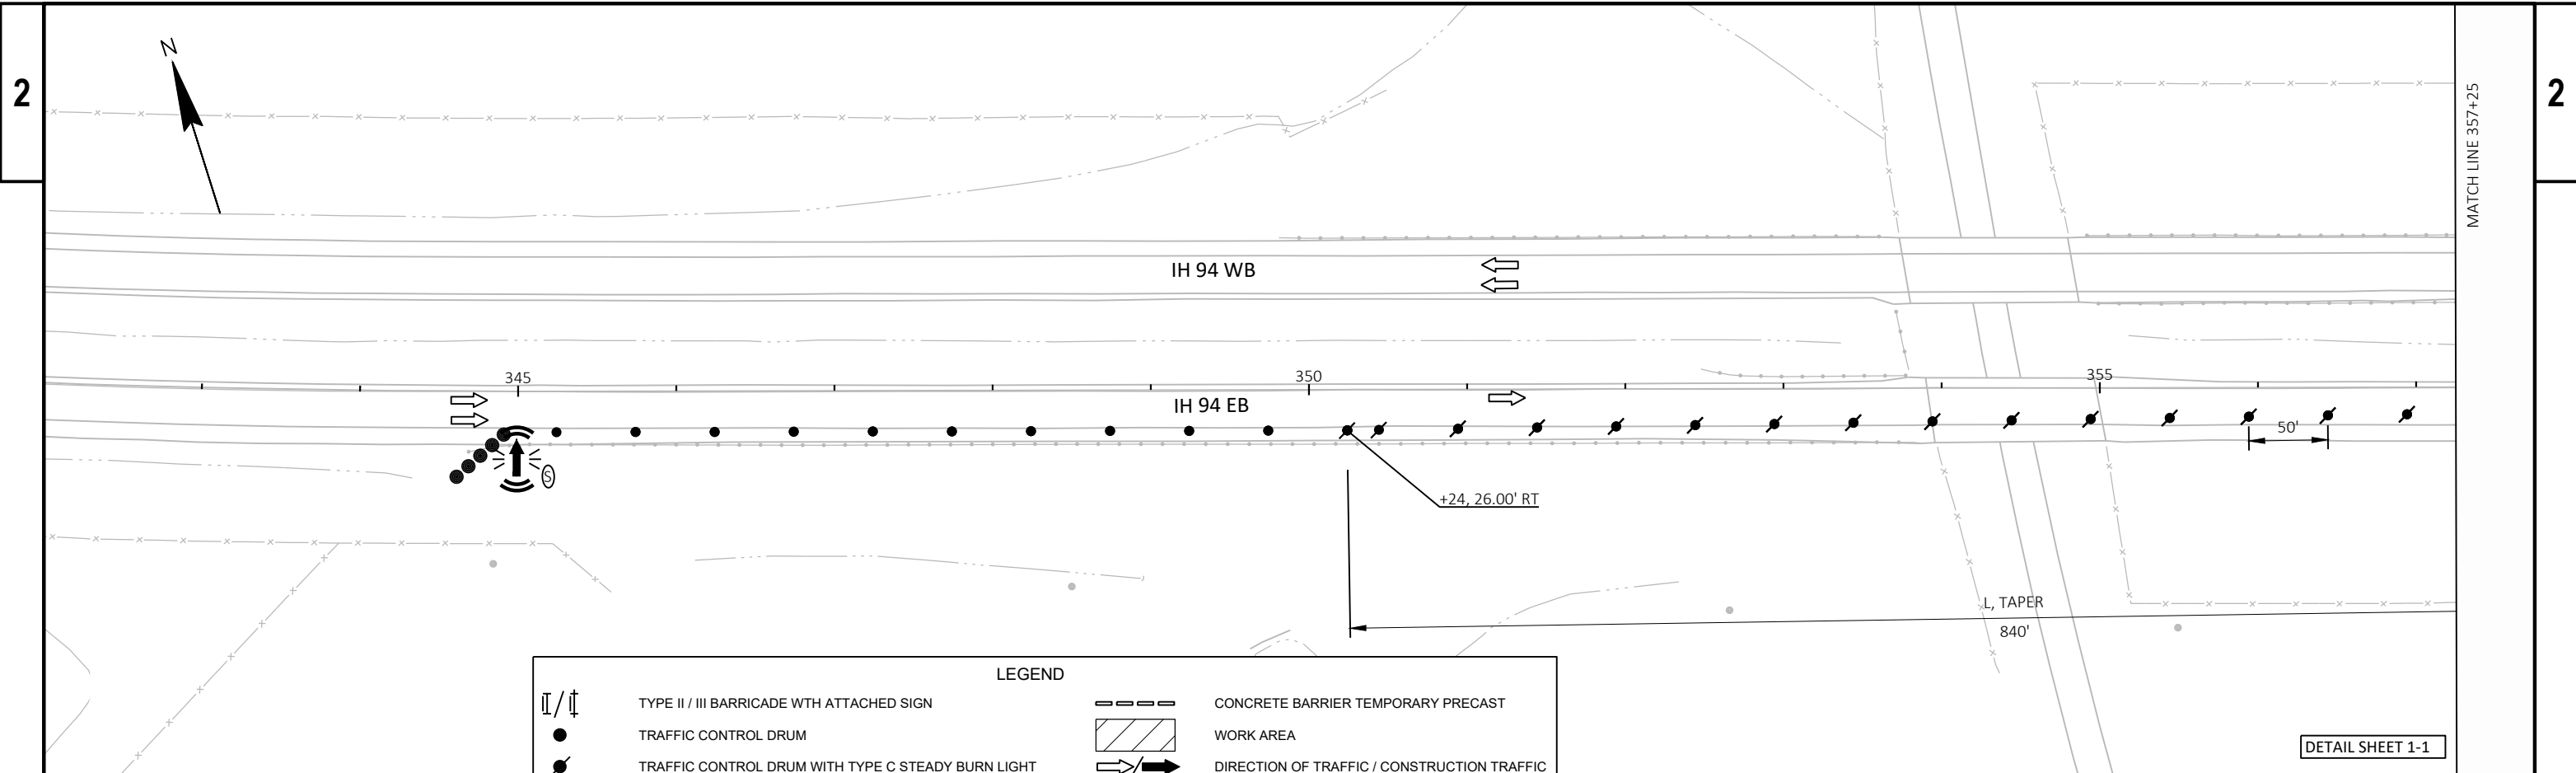 2
2
N
MATCH LINE 357+25
IH 94 WB
345
350
355
IH 94 EB
50'
S
+24, 26.00' RT
L, TAPER
840'
LEGEND
TYPE II / III BARRICADE WTH ATTACHED SIGN
CONCRETE BARRIER TEMPORARY PRECAST
TRAFFIC CONTROL DRUM
WORK AREA
TRAFFIC CONTROL DRUM WITH TYPE C STEADY BURN LIGHT
DIRECTION OF TRAFFIC / CONSTRUCTION TRAFFIC
DETAIL SHEET 1-1